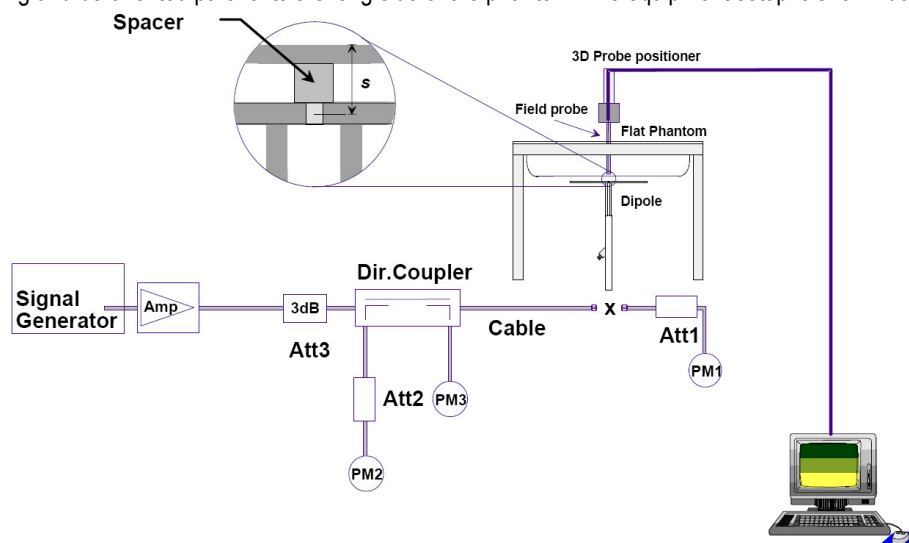 Spacer
s
3D Probe positioner
Field probe
Flat Phantom
Dipole
Dir.Coupler
Signal
Generator
Amp
3dB
Cable
X
Att3
Att1
PM1
Att2
PM3
PM2